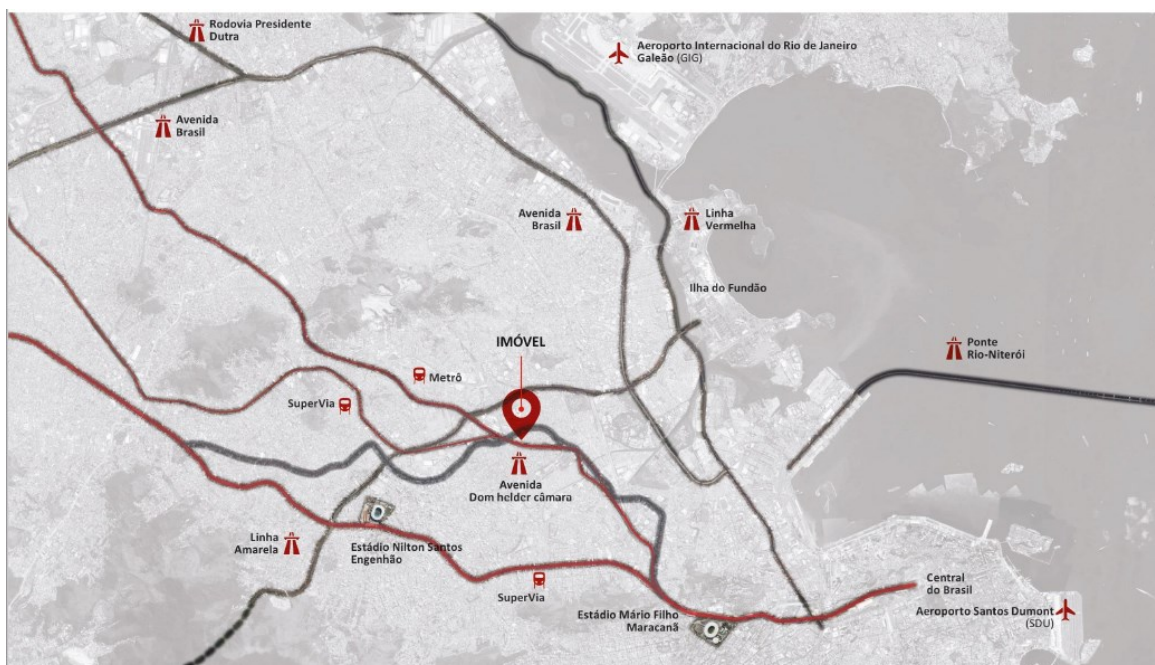 Rodovia Presidente
Dutra
Aeroporto Internacional do Rio de Janeiro
Galeão (GIG)
Avenida
Brasil
Avenida
Brasil
Linha
Vermelha
Ilha do Fundão
IMÓVEL
Ponte
Rio-Niterói
Metrô
SuperVia
Avenida
Dom helder câmara
Linha
Amarela
Estádio Nilton Santos
Engenhão
SuperVia
Central
do Brasil
Estádio Mário Filho
Maracanã
Aeroporto Santos Dumont
(SDU)